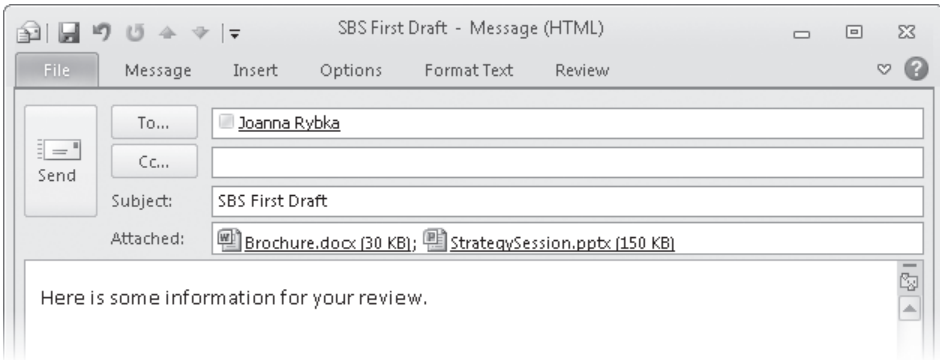 SBS First Draft - Message (HTML)
File Message Insert Options Format Text Review
To... Joanna Rybka
Cc...
Send
Subject: SBS First Draft
Attached: Brochure.docx (30 KB); StrategySession.pptx (150 KB)
Here is some information for your review.